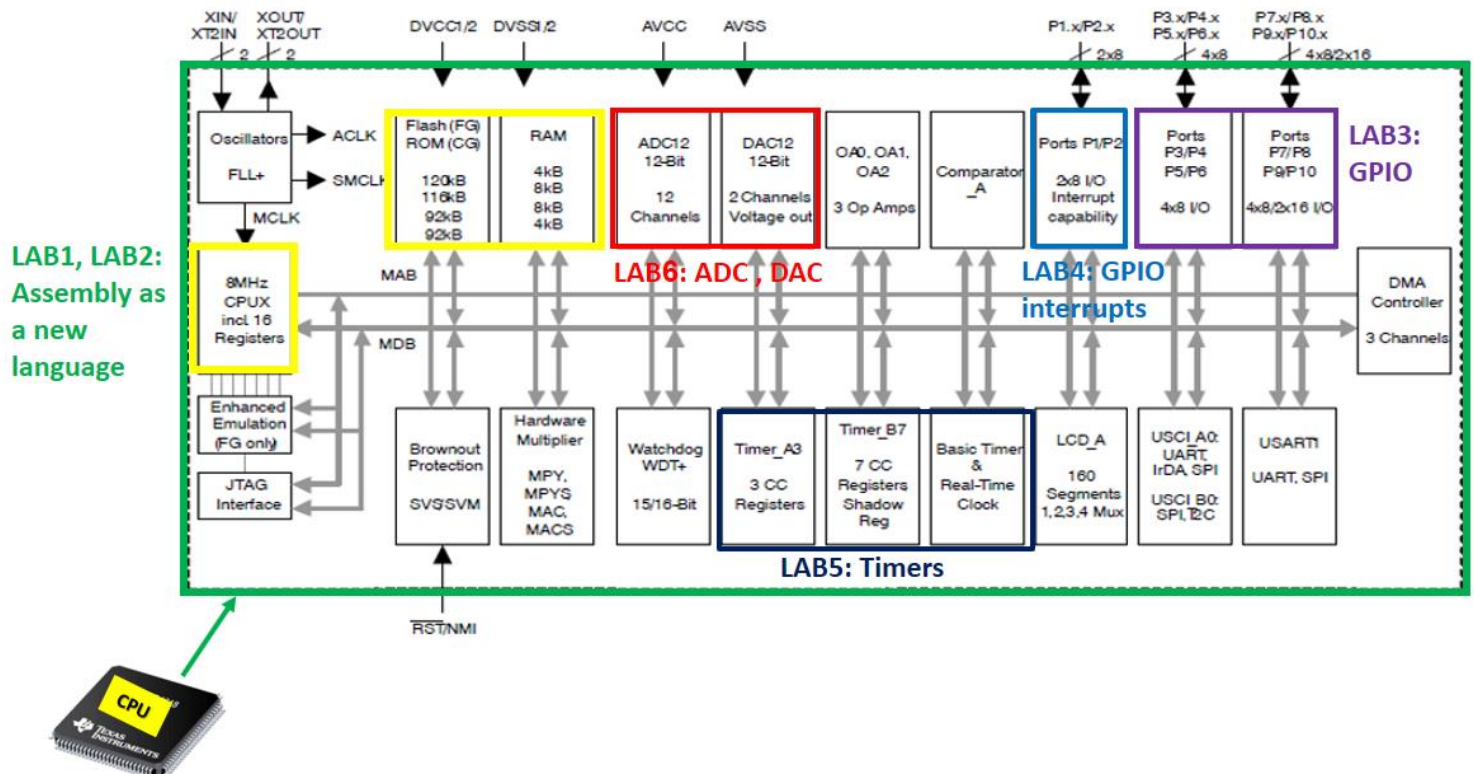 XIN/
XT2IN
XOUT/
XT2OUT
DVCC1/2
DVSS1/2
AVCC
AVSS
P1.x/P2.x
P3.x/P4.x
P5.x/P6.x
P7.x/P8.x
P9.x/P10.x
2
2
2x8
4x8
4x8/2x16
Oscillators
FLL+
ACLK
SMCLK
MCLK
Flash (FG)
ROM (CG)
120kB
116kB
92kB
92kB
RAM
4kB
8kB
8kB
4kB
ADC12
12-Bit
12
Channels
DAC12
12-Bit
2 Channels
Voltage out
OA0, OA1,
OA2
3 Op Amps
Comparator
_A
Ports P1/P2
2x8 I/O
Interrupt
capability
Ports
P3/P4
P5/P6
4x8 I/O
Ports
P7/P8
P9/P10
4x8/2x16 I/O
LAB3:
GPIO
LAB1, LAB2:
Assembly as
a new
language
8MHz
CPUX
incl. 16
Registers
MAB
MDB
LAB6: ADC , DAC
LAB4: GPIO
interrupts
DMA
Controller
3 Channels
Enhanced
Emulation
(FG only)
JTAG
Interface
Brownout
Protection
SVS/SVM
Hardware
Multiplier
MPY,
MPYS
MAC,
MACS
Watchdog
WDT+
15/16-Bit
Timer_A3
3 CC
Registers
Timer_B7
7 CC
Registers
Shadow
Reg
Basic Timer
&
Real-Time
Clock
LCD_A
160
Segments
1,2,3,4 Mux
USCI_A0:
UART,
IrDA, SPI
USCI_B0:
SPI, I2C
USART1
UART, SPI
LAB5: Timers
RST/NMI
CPU
TEXAS
INSTRUMENTS